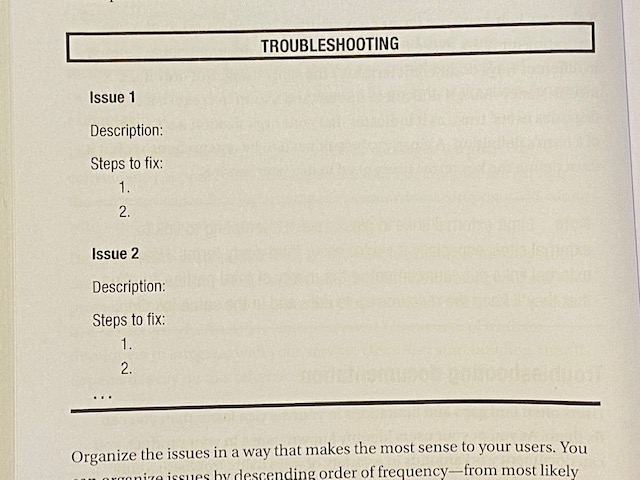 TROUBLESHOOTING
Issue 1
Description:
Steps to fix:
1.
2.
Issue 2
Description:
Steps to fix:
1.
2.
...
Organize the issues in a way that makes the most sense to your users. You
organize issues by descending order of frequency—from most likely